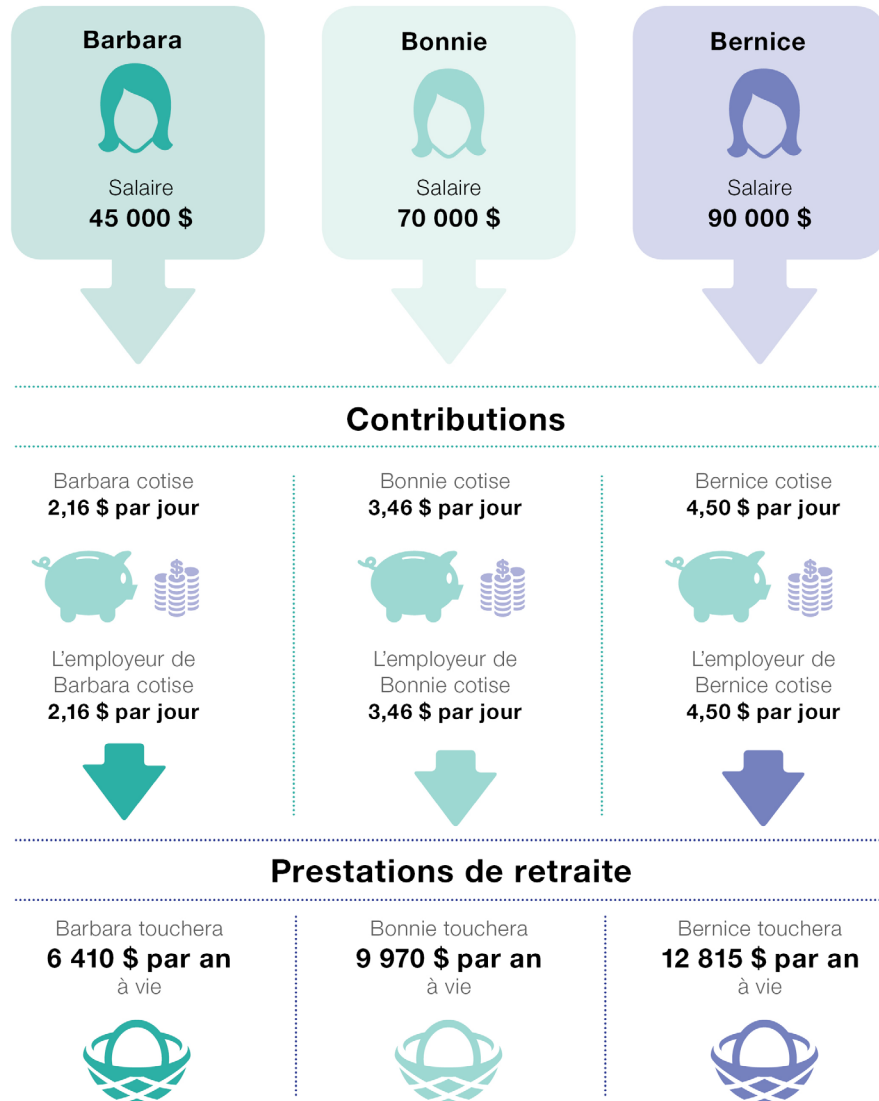 Barbara
Salaire
45 000 $
Bonnie
Salaire
70 000 $
Bernice
Salaire
90 000 $
Contributions
Barbara cotise
2,16 $ par jour
$
L'employeur de
Barbara cotise
2,16 $ par jour
Bonnie cotise
3,46 $ par jour
$
L'employeur de
Bonnie cotise
3,46 $ par jour
Bernice cotise
4,50 $ par jour
$
L'employeur de
Bernice cotise
4,50 $ par jour
Prestations de retraite
Barbara touchera
6 410 $ par an
à vie
Bonnie touchera
9 970 $ par an
à vie
Bernice touchera
12 815 $ par an
à vie